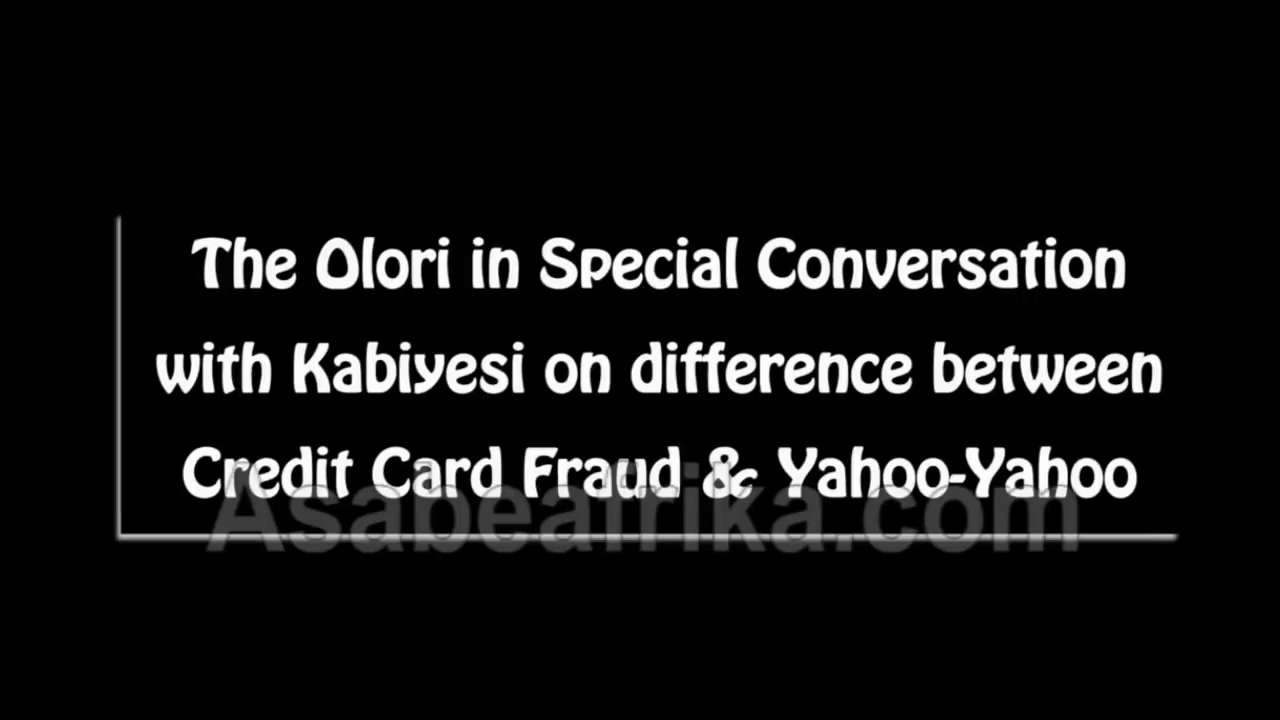 The Olori in Special Conversation
with Kabiyesi on difference between
Credit Card Fraud & Yahoo-Yahoo
Asabeafrika.com